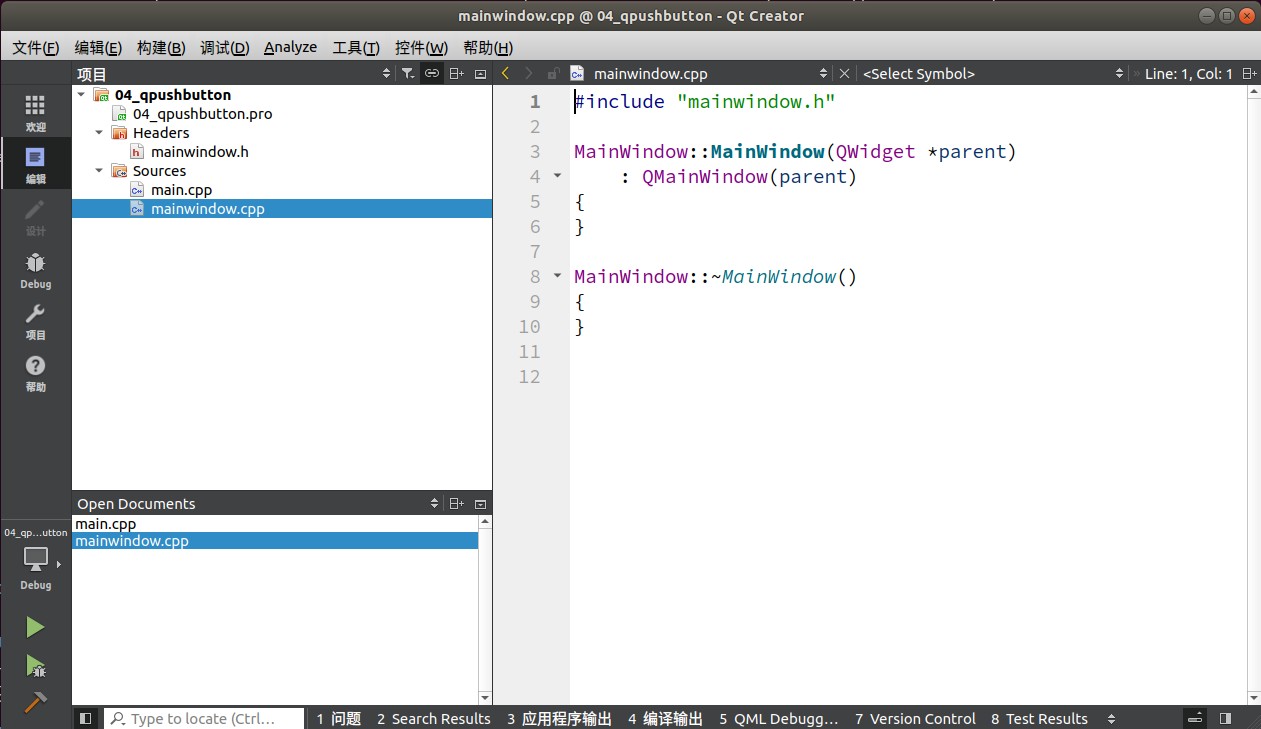 mainwindow.cpp @ 04_qpushbutton - Qt Creator
文件(F) 编辑(E) 构建(B) 调试(D) Analyze 工具(T) 控件(W) 帮助(H)
项目
mainwindow.cpp <Select Symbol> Line: 1, Col: 1
欢迎
编辑
设计
Debug
项目
帮助
04_qpushbutton
04_qpushbutton.pro
Headers
mainwindow.h
Sources
main.cpp
mainwindow.cpp
1 #include "mainwindow.h"
2
3 MainWindow::MainWindow(QWidget *parent)
4 : QMainWindow(parent)
5 {
6 }
7
8 MainWindow::~MainWindow()
9 {
10 }
11
12
Open Documents
main.cpp
mainwindow.cpp
04_qp...utton
Debug
Type to locate (Ctrl... 1 问题 2 Search Results 3 应用程序输出 4 编译输出 5 QML Debugg... 7 Version Control 8 Test Results